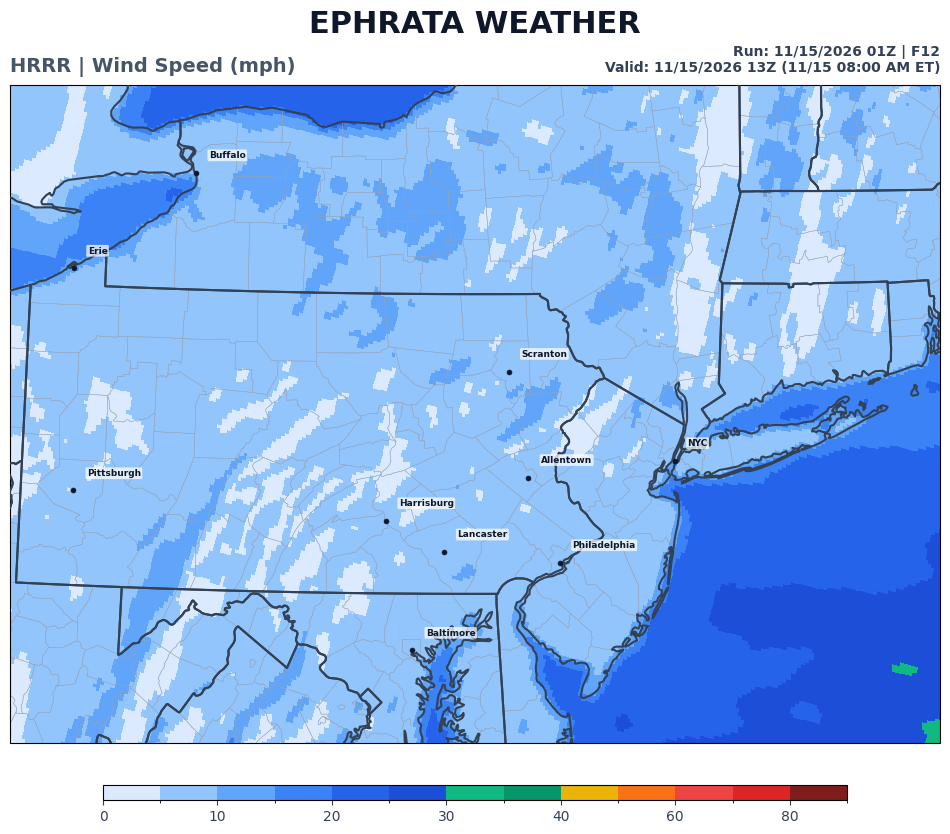 EPHRATA WEATHER
HRRR | Wind Speed (mph)
Run: 11/15/2026 01Z | F12
Valid: 11/15/2026 13Z (11/15 08:00 AM ET)
Buffalo
Erie
Scranton
NYC
Allentown
Pittsburgh
Harrisburg
Lancaster
Philadelphia
Baltimore
0 10 20 30 40 50 60 70 80